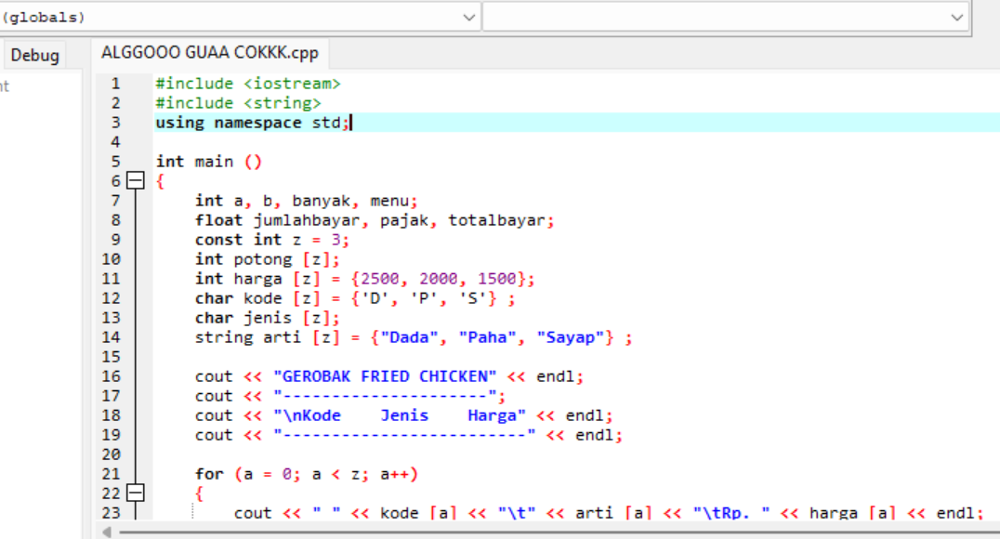 (globals)
Debug
ALGGOOO GUAA COKKK.cpp
nt
1 #include <iostream>
2 #include <string>
3 using namespace std;
4
5 int main ()
6 {
7 int a, b, banyak, menu;
8 float jumlahbayar, pajak, totalbayar;
9 const int z = 3;
10 int potong [z];
11 int harga [z] = {2500, 2000, 1500};
12 char kode [z] = {'D', 'P', 'S'} ;
13 char jenis [z];
14 string arti [z] = {"Dada", "Paha", "Sayap"} ;
15
16 cout << "GEROBAK FRIED CHICKEN" << endl;
17 cout << "---------------------";
18 cout << "\nKode    Jenis    Harga" << endl;
19 cout << "-------------------------" << endl;
20
21 for (a = 0; a < z; a++)
22 {
23 cout << " " << kode [a] << "\t" << arti [a] << "\tRp. " << harga [a] << endl;